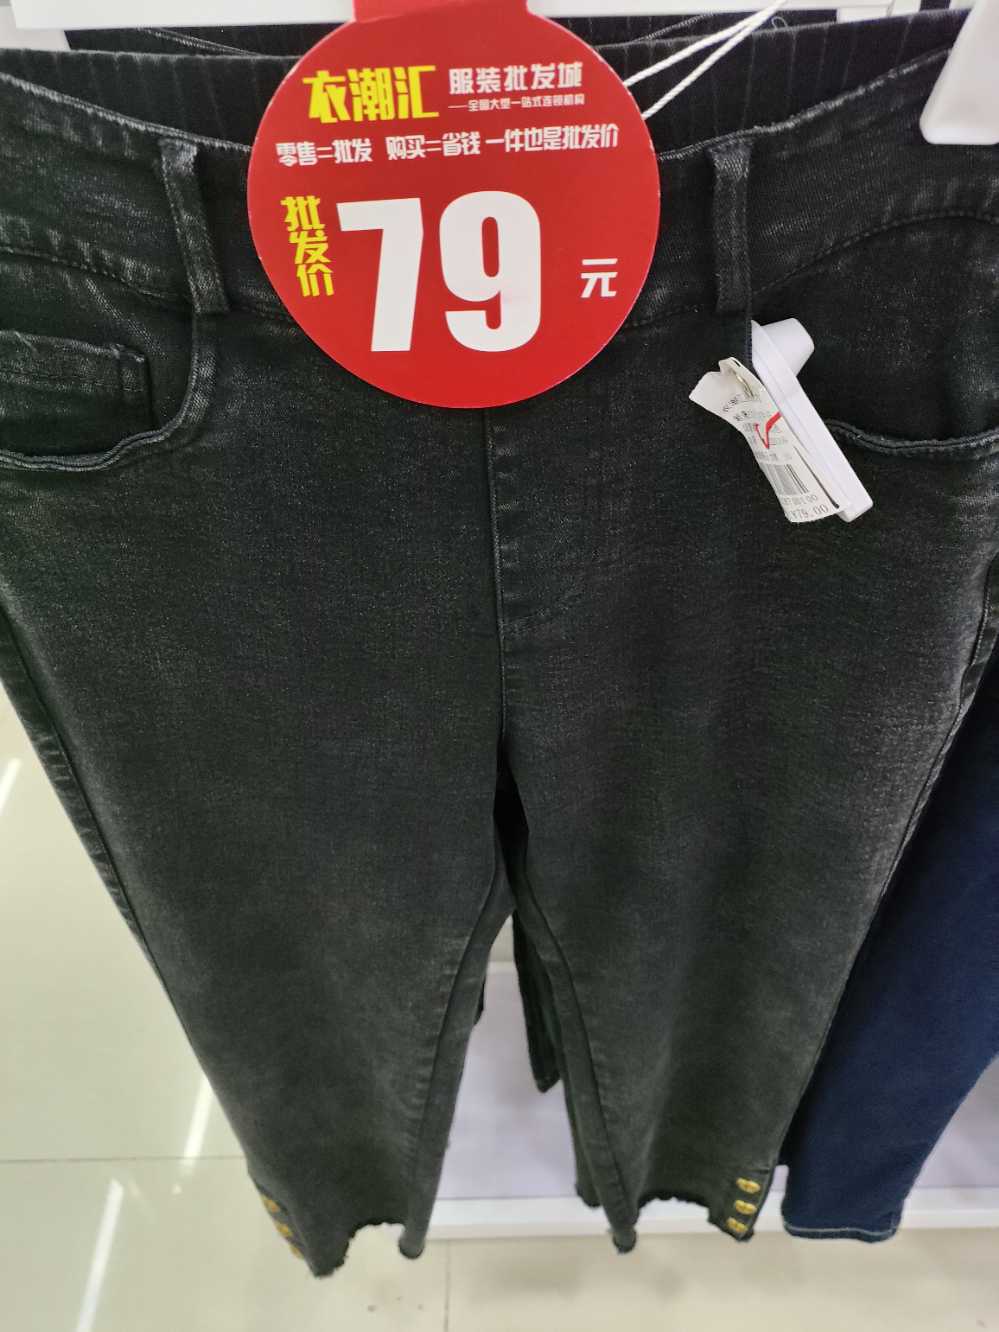 衣潮汇 服装批发城
——全国大型一站式连锁机构
零售=批发 购买=省钱 一件也是批发价
批发价 79 元
¥79.00